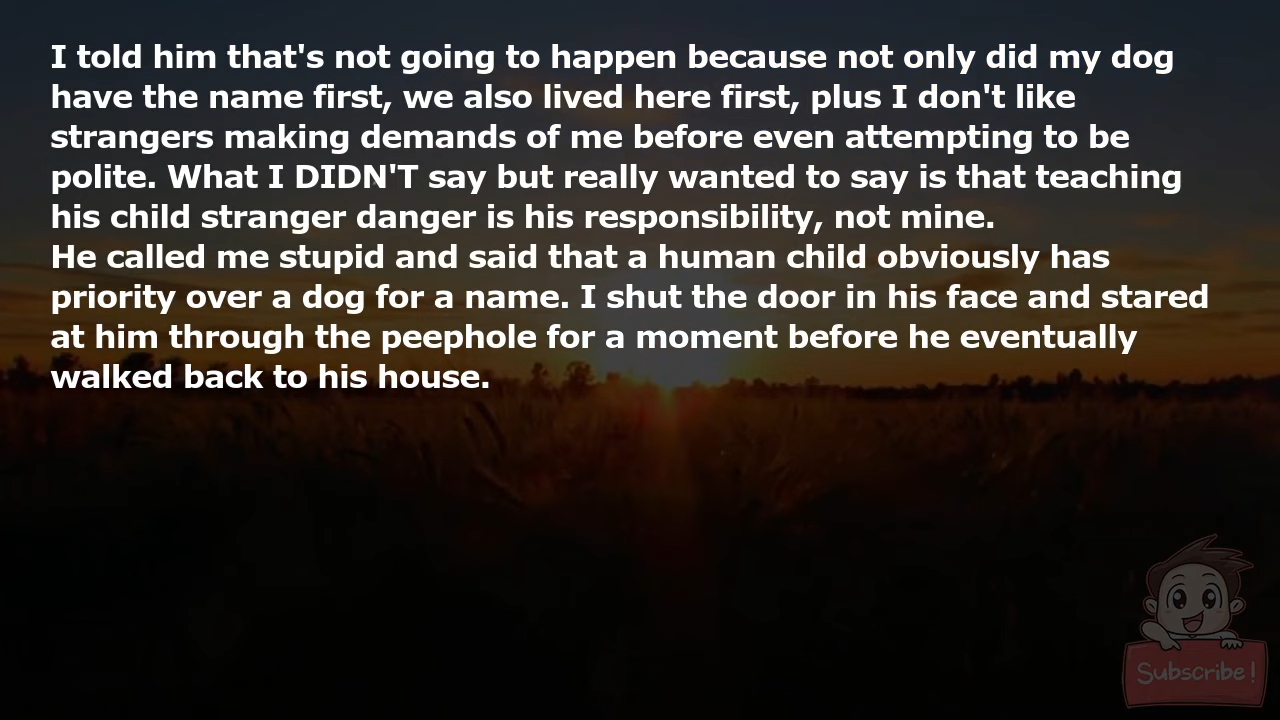 I told him that's not going to happen because not only did my dog
have the name first, we also lived here first, plus I don't like
strangers making demands of me before even attempting to be
polite. What I DIDN'T say but really wanted to say is that teaching
his child stranger danger is his responsibility, not mine.
He called me stupid and said that a human child obviously has
priority over a dog for a name. I shut the door in his face and stared
at him through the peephole for a moment before he eventually
walked back to his house.
Subscribe!